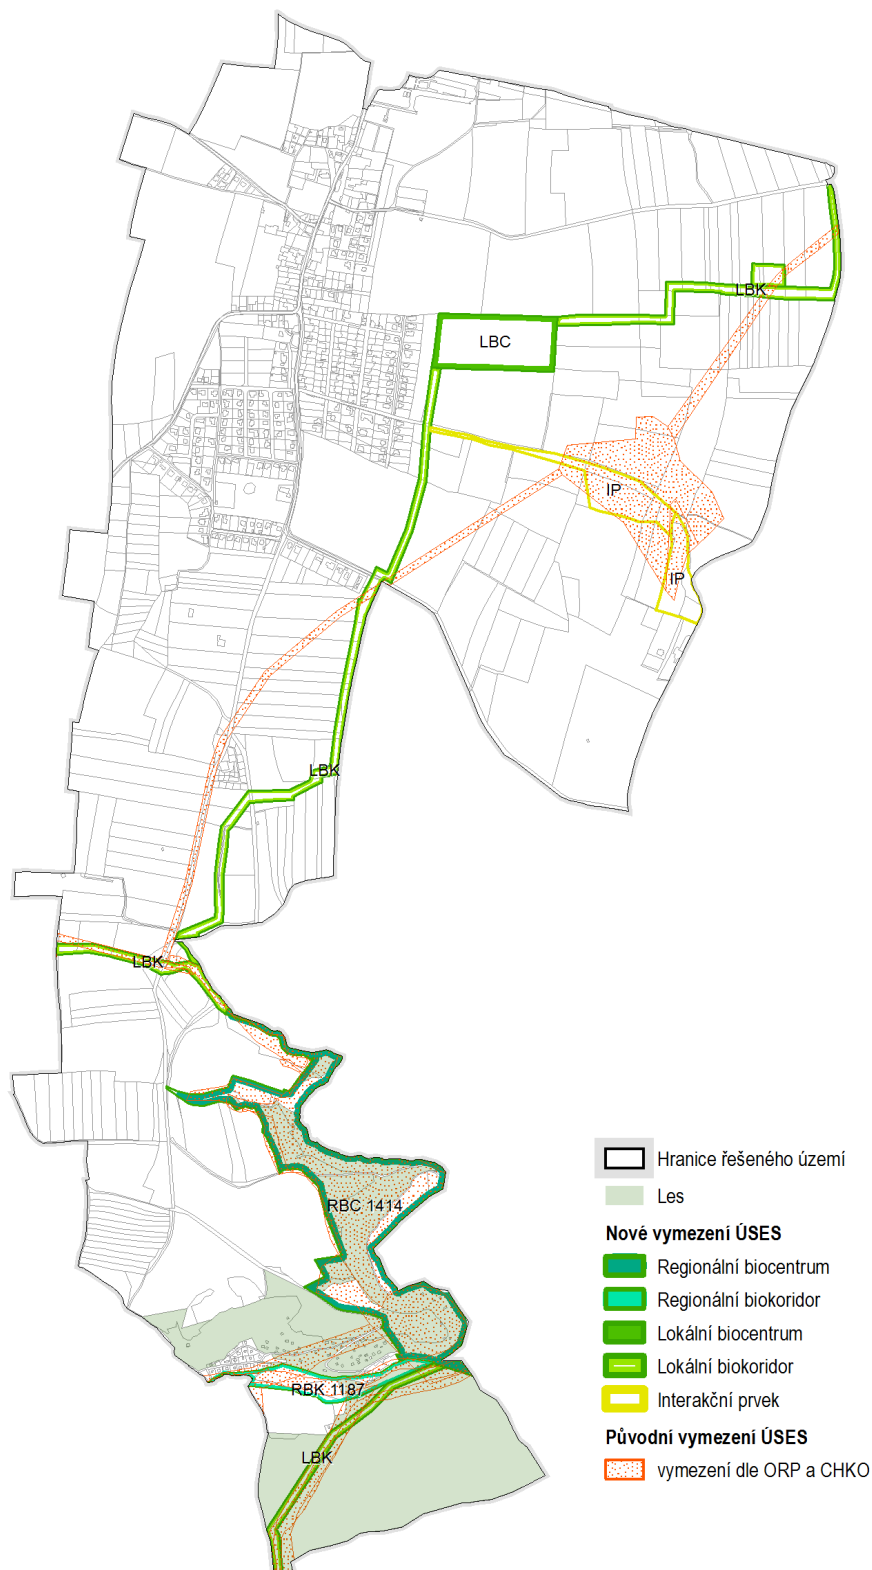 LBK
LBC
IP
IP
LBK
LBK
RBC 1414
RBK 1187
LBK
Hranice řešeného území
Les
Nové vymezení ÚSES
Regionální biocentrum
Regionální biokoridor
Lokální biocentrum
Lokální biokoridor
Interakční prvek
Původní vymezení ÚSES
vymezení dle ORP a CHKO